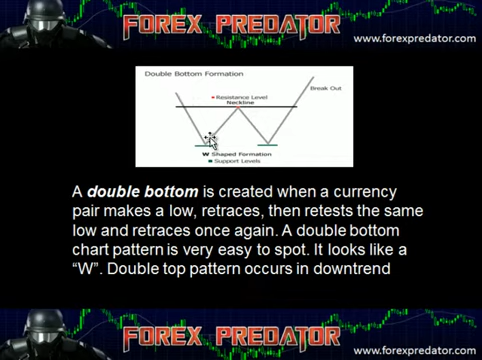 FOREX PREDATOR
www.forexpredator.com
Double Bottom Formation
Break Out
Resistance Level
Neckline
W Shaped Formation
Support Levels
A double bottom is created when a currency
pair makes a low, retraces, then retests the same
low and retraces once again. A double bottom
chart pattern is very easy to spot. It looks like a
“W”. Double top pattern occurs in downtrend
FOREX PREDATOR
www.forexpredator.com